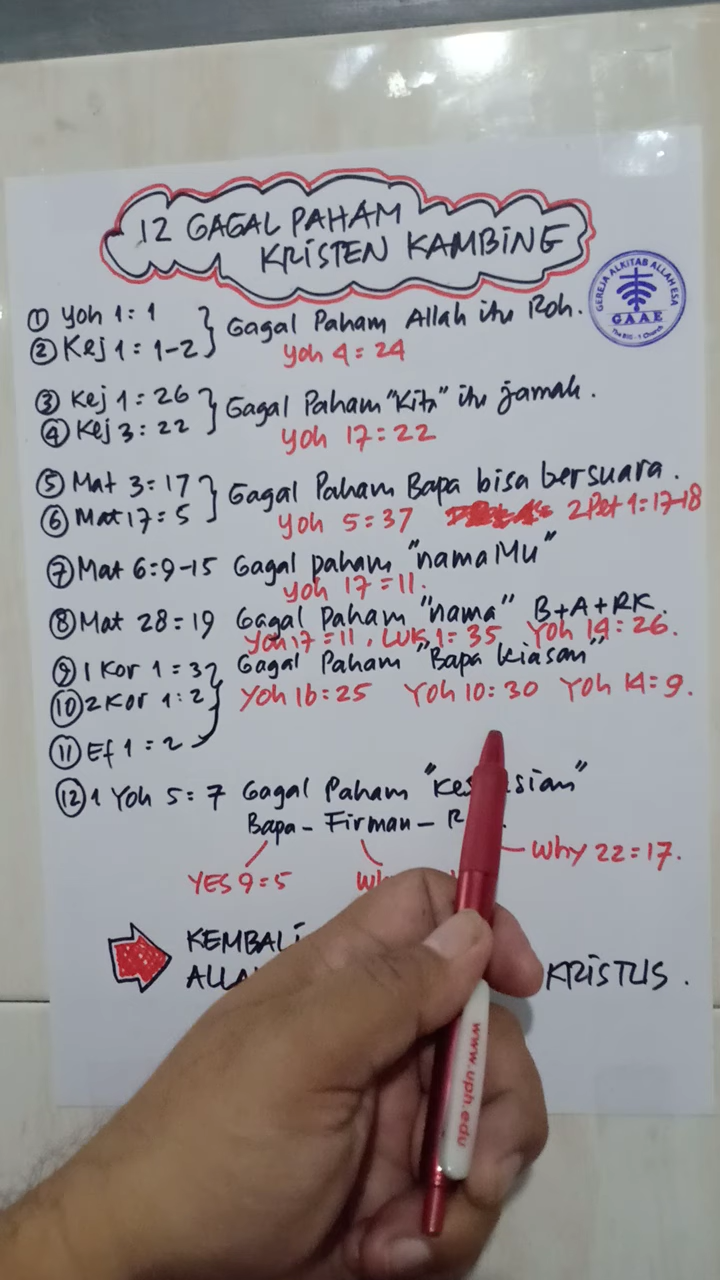 12 GAGAL PAHAM
KRISTEN KAMBING
GEREJA ALKITAB ALLAH ESA
GAAE
The BIG-1 Church
① Yoh 1:1
② Kej 1:1-2
Gagal Paham Allah itu Roh.
Yoh 4:24
③ Kej 1:26
④ Kej 3:22
Gagal Paham "Kita" itu jamak.
Yoh 17:22
⑤ Mat 3:17
⑥ Mat 17:5
Gagal Paham Bapa bisa bersuara.
Yoh 5:37 2Pet 1:17-18
⑦ Mat 6:9-15 Gagal paham "namaMu"
Yoh 17:11.
⑧ Mat 28:19 Gagal paham "nama" B+A+RK.
Yoh 17:11, LUK 1:35 Yoh 14:26.
⑨ 1 Kor 1:3
⑩ 2 Kor 1:2
⑪ Ef 1:2
Gagal Paham "Bapa kiasan"
Yoh 16:25 Yoh 10:30 Yoh 14:9.
⑫ 1 Yoh 5:7 Gagal Paham
Bapa - Firman -
YES 9:5
Why 22:17.
KEMBALI
KRISTUS.
www.uph.edu